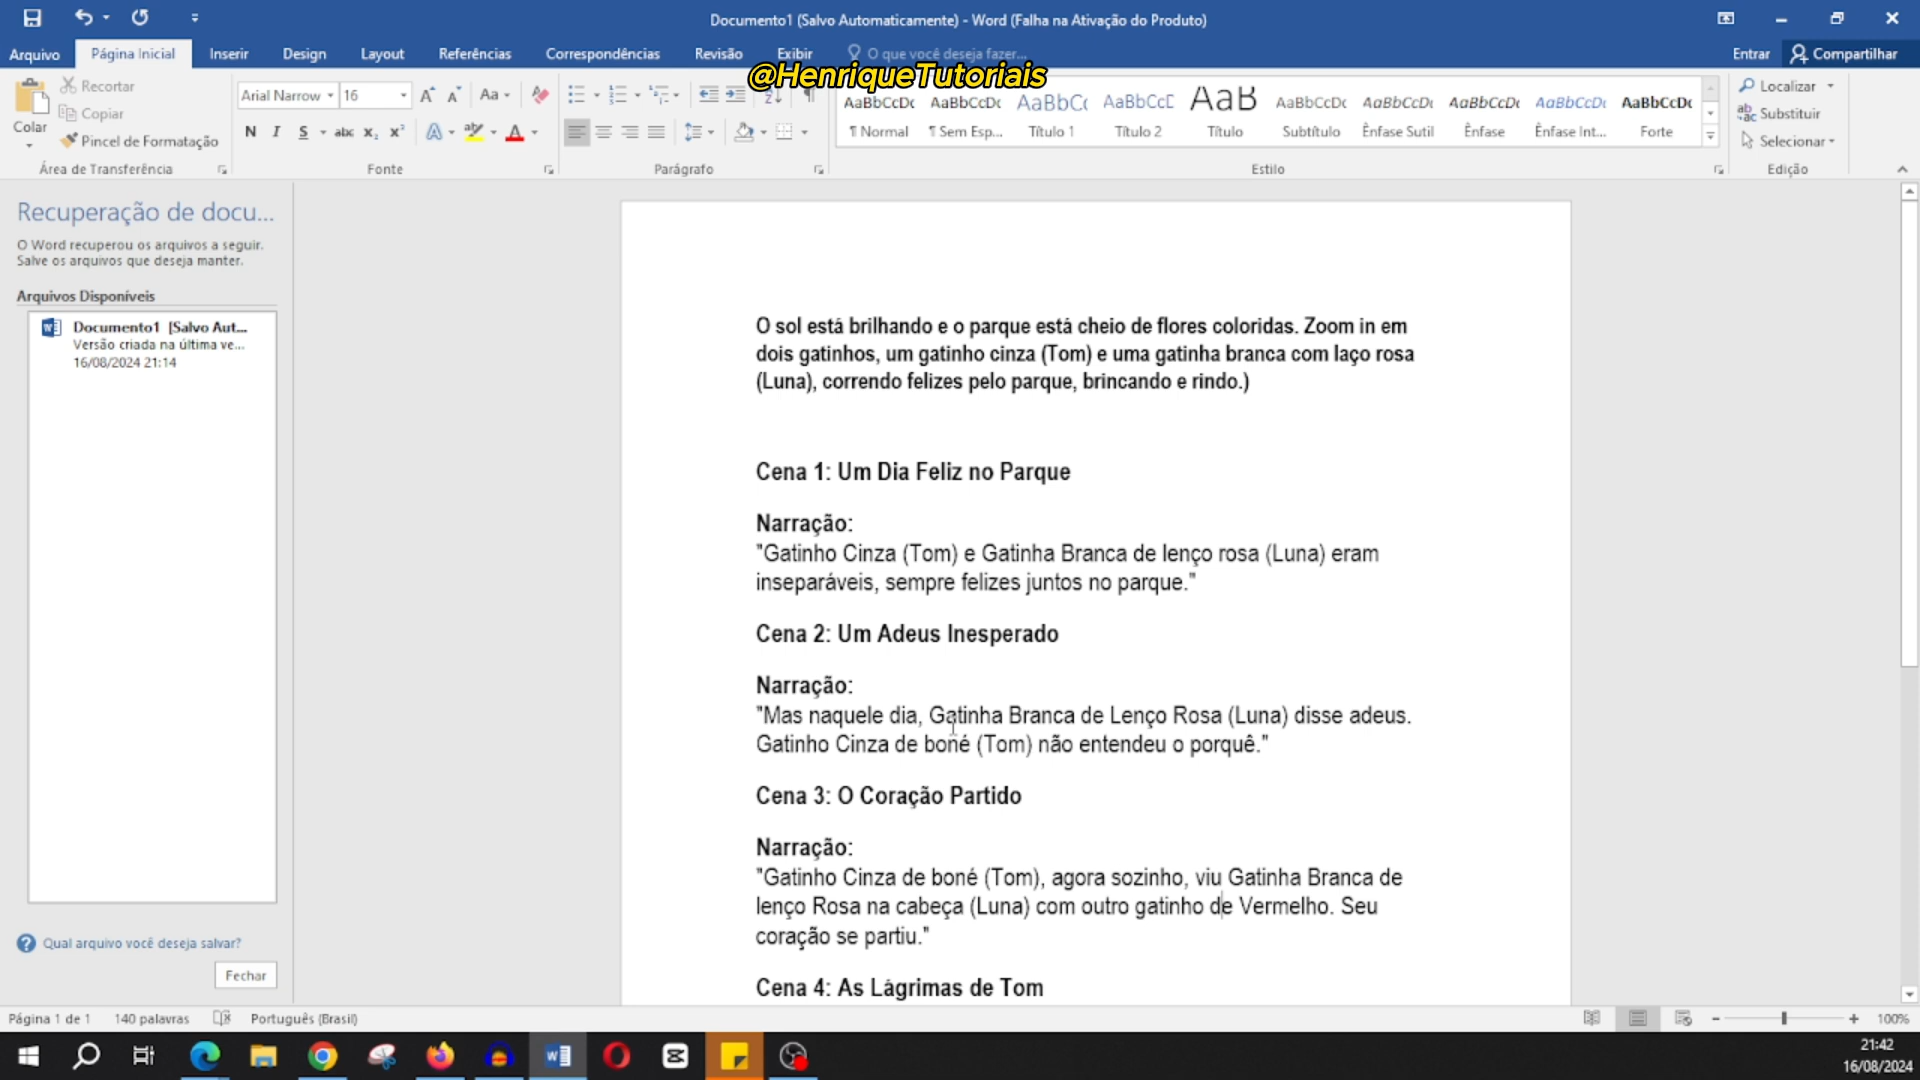 Documento1 (Salvo Automaticamente) - Word (Falha na Ativação do Produto)
Arquivo Página Inicial Inserir Design Layout Referências Correspondências Revisão Exibir O que você deseja fazer... Entrar Compartilhar
@HenriqueTutoriais
Colar
Recortar
Copiar
Pincel de Formatação
Área de Transferência
Arial Narrow 16
N I S abc x₂ x²
Fonte
Parágrafo
AaBbCcDc AaBbCcDc AaBbCc AaBbCcD AaB AaBbCcDc AaBbCcDc AaBbCcDc AaBbCcDc AaBbCcDc
¶ Normal ¶ Sem Esp... Título 1 Título 2 Título Subtítulo Ênfase Sutil Ênfase Ênfase Int... Forte
Estilo
Localizar
Substituir
Selecionar
Edição
Recuperação de docu...
O Word recuperou os arquivos a seguir.
Salve os arquivos que deseja manter.
Arquivos Disponíveis
Documento1 [Salvo Aut...
Versão criada na última ve...
16/08/2024 21:14
Qual arquivo você deseja salvar?
Fechar
O sol está brilhando e o parque está cheio de flores coloridas. Zoom in em
dois gatinhos, um gatinho cinza (Tom) e uma gatinha branca com laço rosa
(Luna), correndo felizes pelo parque, brincando e rindo.)
Cena 1: Um Dia Feliz no Parque
Narração:
"Gatinho Cinza (Tom) e Gatinha Branca de lenço rosa (Luna) eram
inseparáveis, sempre felizes juntos no parque."
Cena 2: Um Adeus Inesperado
Narração:
"Mas naquele dia, Gatinha Branca de Lenço Rosa (Luna) disse adeus.
Gatinho Cinza de boné (Tom) não entendeu o porquê."
Cena 3: O Coração Partido
Narração:
"Gatinho Cinza de boné (Tom), agora sozinho, viu Gatinha Branca de
lenço Rosa na cabeça (Luna) com outro gatinho de Vermelho. Seu
coração se partiu."
Cena 4: As Lágrimas de Tom
Página 1 de 1 140 palavras Português (Brasil) 100%
21:42
16/08/2024